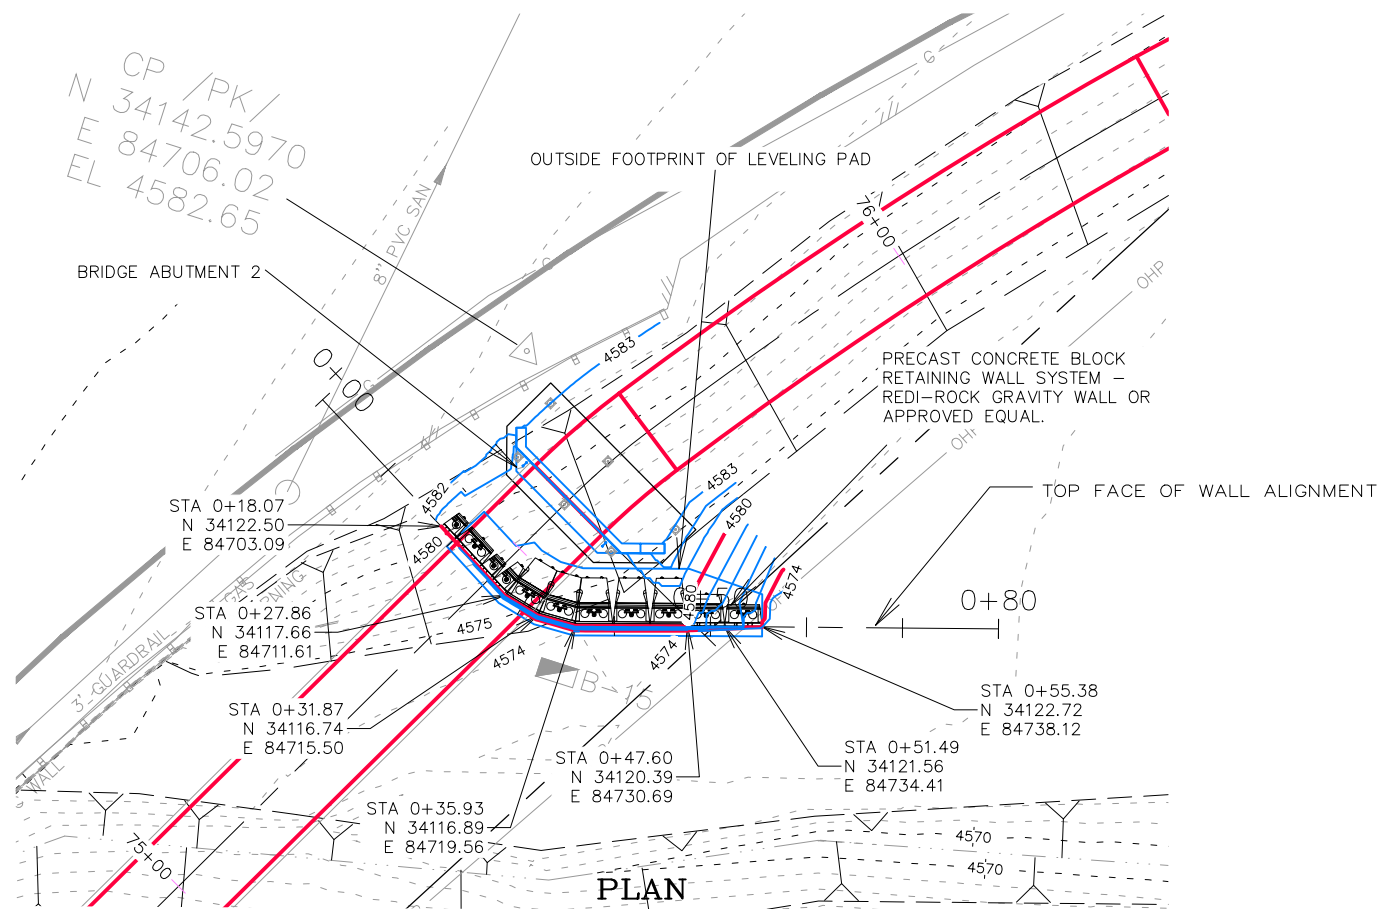 CP /PK/
N 34142.5970
E 84706.02
EL 4582.65
G
OUTSIDE FOOTPRINT OF LEVELING PAD
8" PVC SAN
76+00
BRIDGE ABUTMENT 2
G
OHP
0+00
G
4583
PRECAST CONCRETE BLOCK
RETAINING WALL SYSTEM –
REDI-ROCK GRAVITY WALL OR
APPROVED EQUAL.
4583
4582
4580
TOP FACE OF WALL ALIGNMENT
STA 0+18.07
N 34122.50
E 84703.09
4580
4574
4580
0+80
GAS
STA 0+27.86
N 34117.66
E 84711.61
4575
4574
4574
3' GUARDRAIL
B-15
STA 0+55.38
N 34122.72
E 84738.12
STA 0+31.87
N 34116.74
E 84715.50
STA 0+47.60
N 34120.39
E 84730.69
STA 0+51.49
N 34121.56
E 84734.41
WALL
STA 0+35.93
N 34116.89
E 84719.56
75+00
4570
4570
PLAN